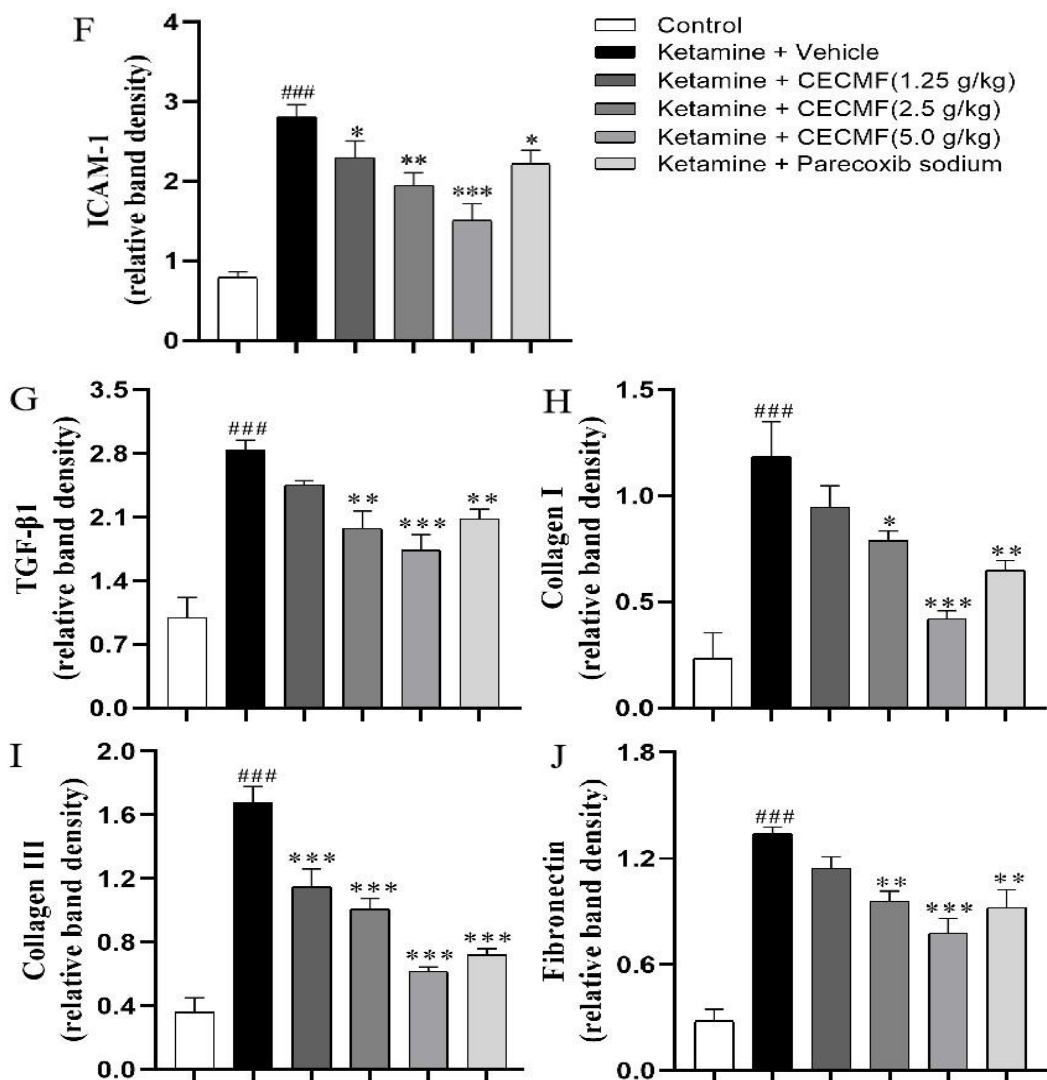 F
ICAM-1
(relative band density)
4
3
2
1
0
###
*
**
***
*
Control
Ketamine + Vehicle
Ketamine + CECMF(1.25 g/kg)
Ketamine + CECMF(2.5 g/kg)
Ketamine + CECMF(5.0 g/kg)
Ketamine + Parecoxib sodium
G
TGF-β1
(relative band density)
3.5
2.8
2.1
1.4
0.7
0.0
###
**
***
**
H
Collagen I
(relative band density)
1.5
1.0
0.5
0.0
###
*
***
**
I
Collagen III
(relative band density)
2.0
1.6
1.2
0.8
0.4
0.0
###
***
***
***
***
J
Fibronectin
(relative band density)
1.8
1.2
0.6
0.0
###
**
***
**